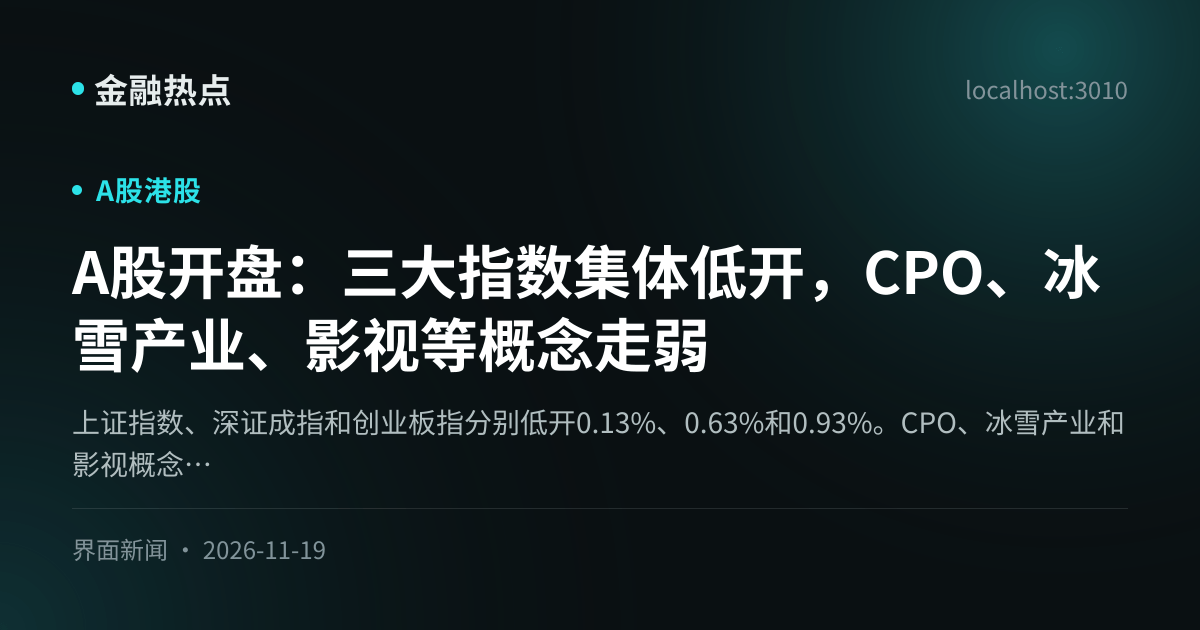 金融热点
localhost:3010
A股港股
A股开盘：三大指数集体低开，CPO、冰
雪产业、影视等概念走弱
上证指数、深证成指和创业板指分别低开0.13%、0.63%和0.93%。CPO、冰雪产业和
影视概念…
界面新闻 · 2026-11-19